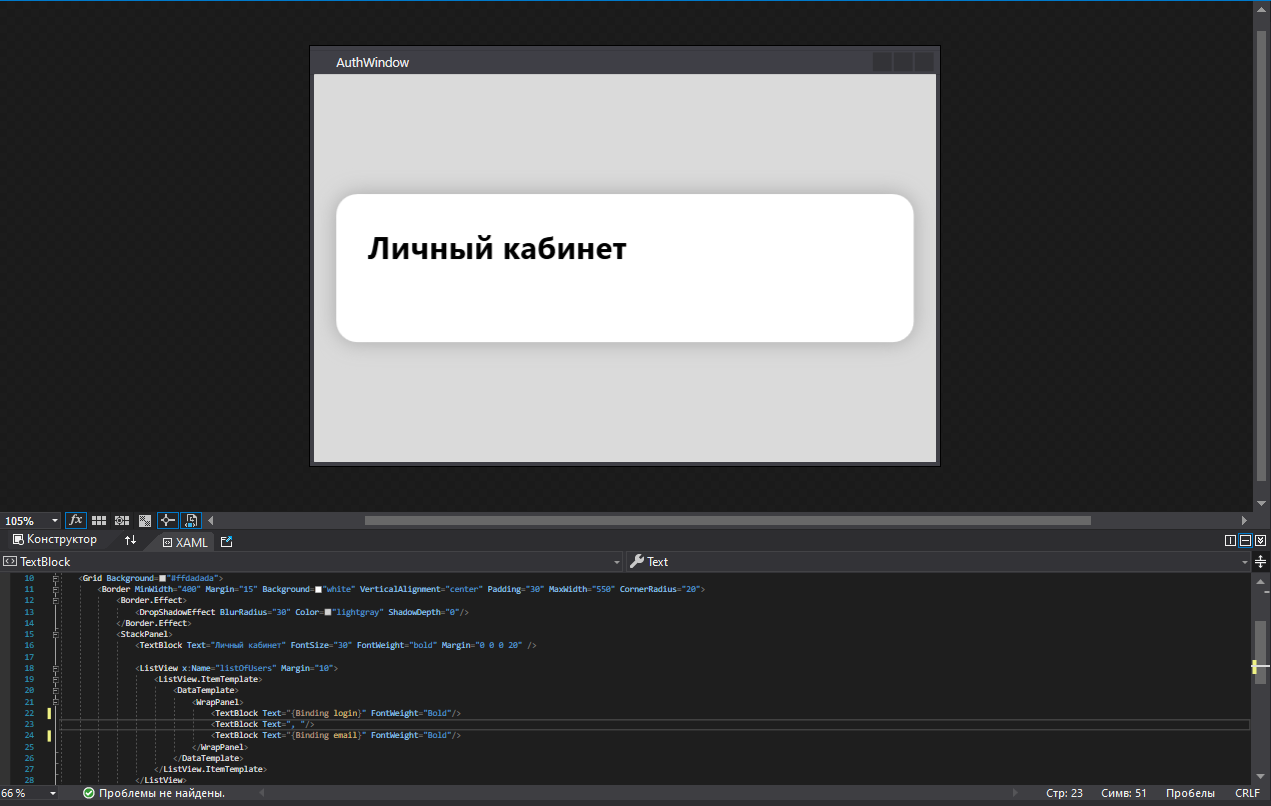 AuthWindow
Личный кабинет
105%
Конструктор
XAML
TextBlock
Text
10 <Grid Background="#ffdadada">
11 <Border MinWidth="400" Margin="15" Background="white" VerticalAlignment="center" Padding="30" MaxWidth="550" CornerRadius="20">
12 <Border.Effect>
13 <DropShadowEffect BlurRadius="30" Color="lightgray" ShadowDepth="0"/>
14 </Border.Effect>
15 <StackPanel>
16 <TextBlock Text="Личный кабинет" FontSize="30" FontWeight="bold" Margin="0 0 0 20" />
17
18 <ListView x:Name="listOfUsers" Margin="10">
19 <ListView.ItemTemplate>
20 <DataTemplate>
21 <WrapPanel>
22 <TextBlock Text="{Binding login}" FontWeight="Bold"/>
23 <TextBlock Text=", "/>
24 <TextBlock Text="{Binding email}" FontWeight="Bold"/>
25 </WrapPanel>
26 </DataTemplate>
27 </ListView.ItemTemplate>
28 </ListView>
66 % Проблемы не найдены. Стр: 23 Симв: 51 Пробелы CRLF